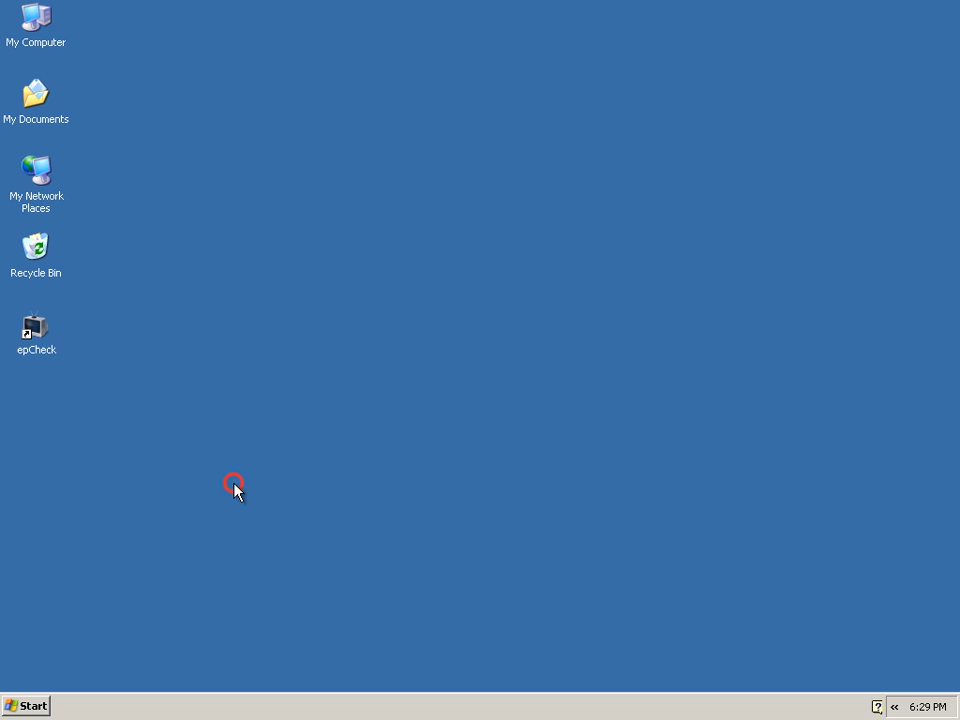 My Computer
My Documents
My Network
Places
Recycle Bin
epCheck
Start
?
«
6:29 PM